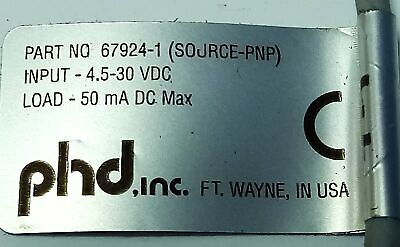 PART NO 67924-1 (SOURCE-PNP)
INPUT - 4.5-30 VDC
LOAD - 50 mA DC Max
phd, inc. FT. WAYNE, IN USA